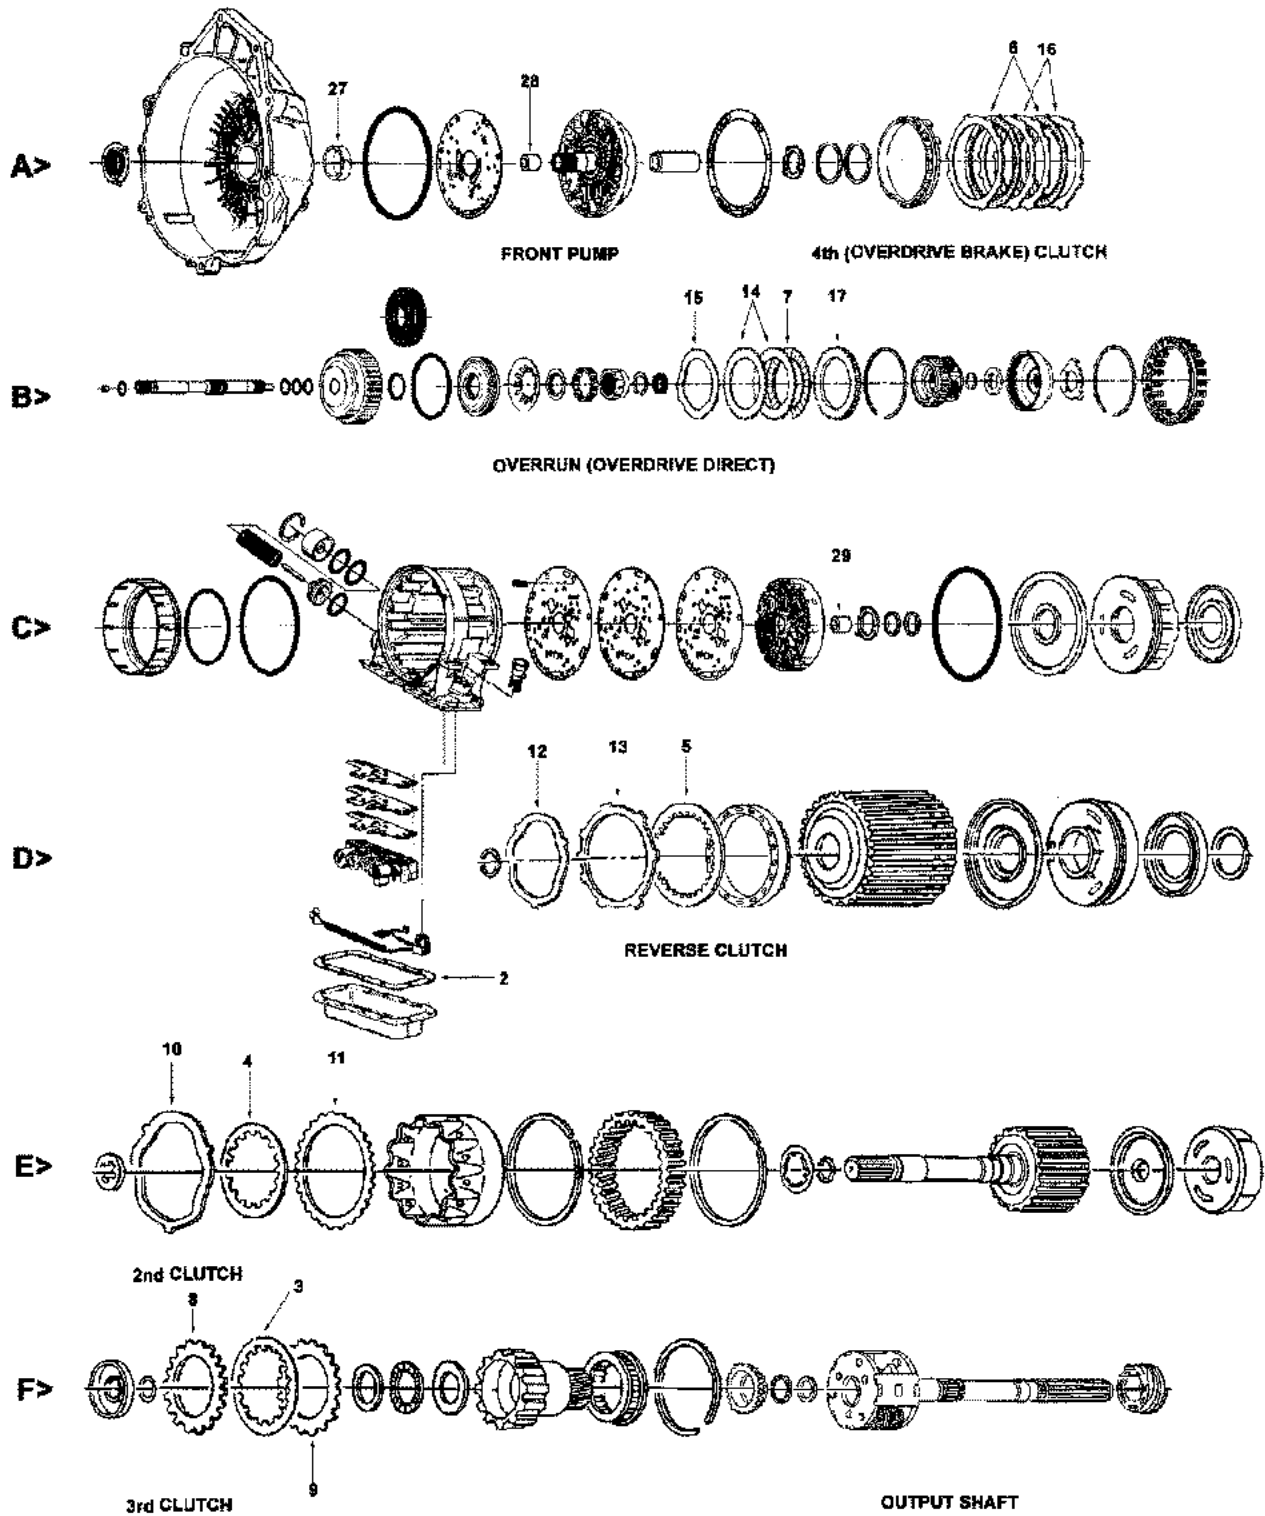 6 16
27
28
A>
FRONT PUMP
4th (OVERDRIVE BRAKE) CLUTCH
15 14 7 17
B>
OVERRUN (OVERDRIVE DIRECT)
29
C>
12 13 5
D>
REVERSE CLUTCH
2
10 4 11
E>
2nd CLUTCH
8 3
F>
9
3rd CLUTCH
OUTPUT SHAFT